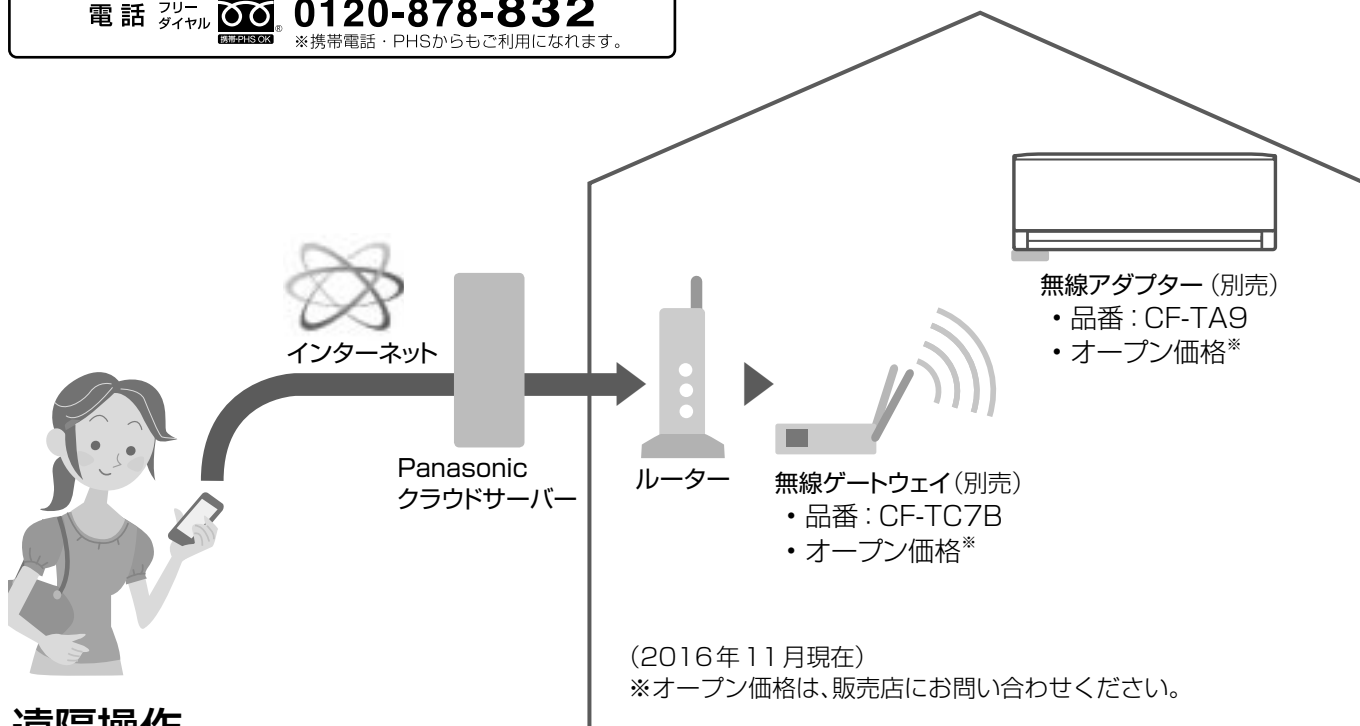 電話 フリーダイヤル 0120-878-832
携帯・PHS OK
※携帯電話・PHSからもご利用になれます。
無線アダプター(別売)
・品番:CF-TA9
・オープン価格※
インターネット
Panasonic
クラウドサーバー
ルーター
無線ゲートウェイ(別売)
・品番:CF-TC7B
・オープン価格※
(2016年11月現在)
※オープン価格は、販売店にお問い合わせください。
遠隔操作